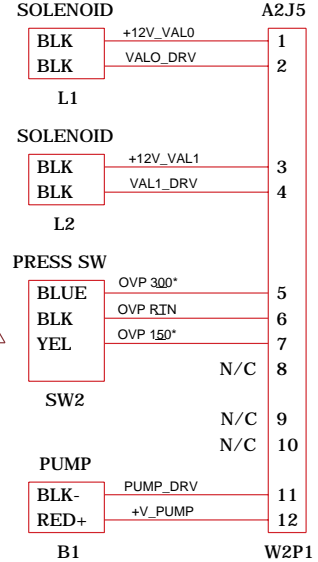 SOLENOID A2J5
BLK +12V_VAL0 1
BLK VALO_DRV 2
L1
SOLENOID
BLK +12V_VAL1 3
BLK VAL1_DRV 4
L2
PRESS SW
BLUE OVP 300* 5
BLK OVP RTN 6
YEL OVP 150* 7
N/C 8
SW2
N/C 9
N/C 10
PUMP
BLK- PUMP_DRV 11
RED+ +V_PUMP 12
B1 W2P1